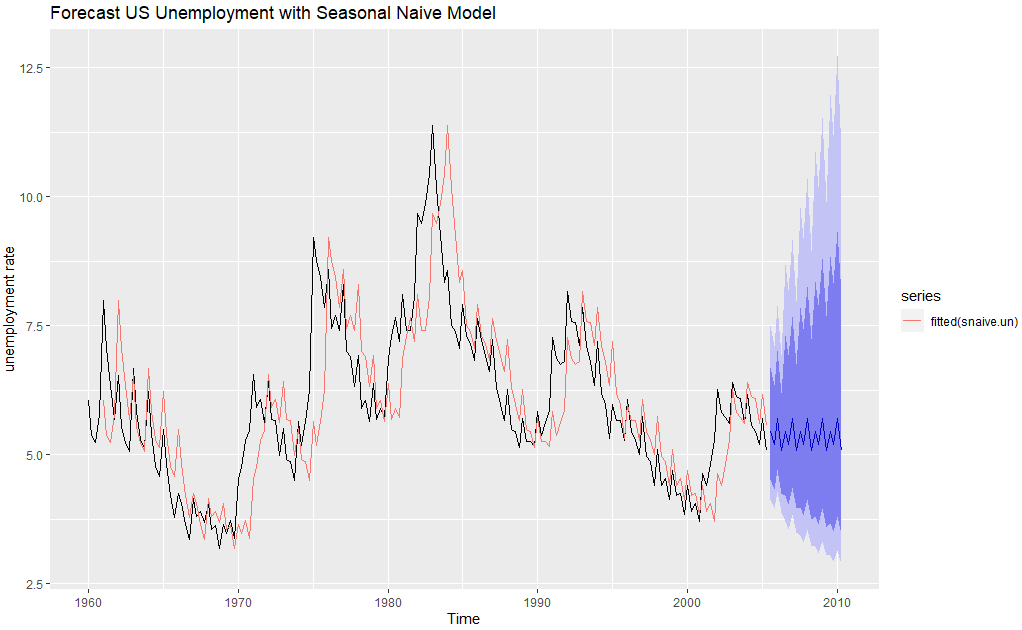 Forecast US Unemployment with Seasonal Naive Model
unemployment rate
12.5
10.0
7.5
5.0
2.5
1960 1970 1980 1990 2000 2010
Time
series
fitted(snaive.un)